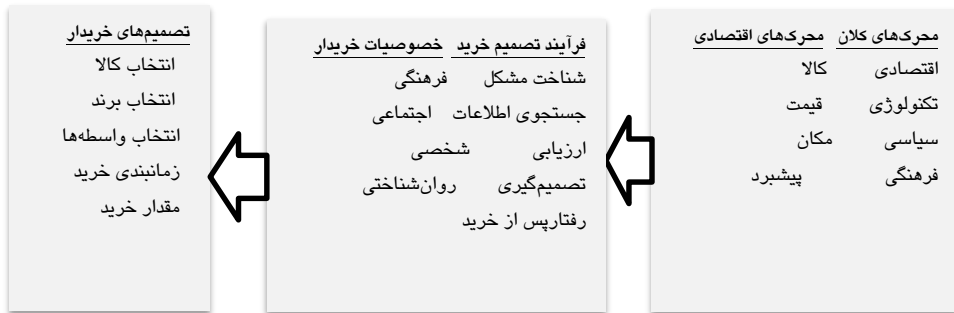 محرک‌های کلان محرک‌های اقتصادی
اقتصادی کالا
تکنولوژی قیمت
سیاسی مکان
فرهنگی پیشبرد
فرآیند تصمیم خرید خصوصیات خریدار
شناخت مشکل فرهنگی
جستجوی اطلاعات اجتماعی
ارزیابی شخصی
تصمیم‌گیری روان‌شناختی
رفتارپس از خرید
تصمیم‌های خریدار
انتخاب کالا
انتخاب برند
انتخاب واسطه‌ها
زمانبندی خرید
مقدار خرید